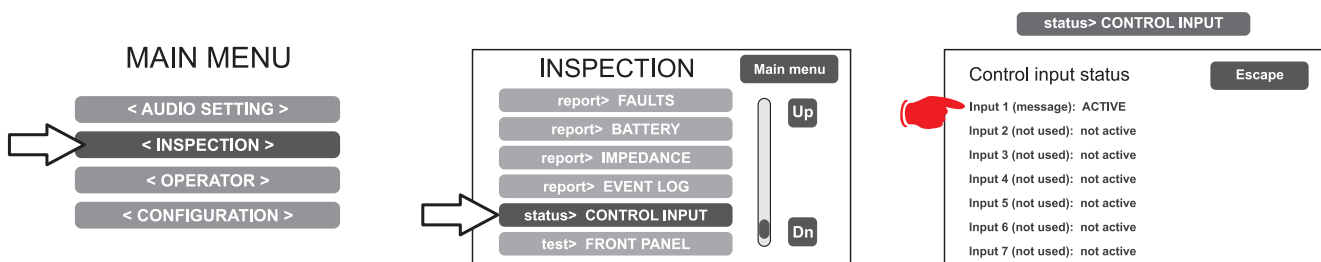 MAIN MENU
< AUDIO SETTING >
< INSPECTION >
< OPERATOR >
< CONFIGURATION >
INSPECTION
Main menu
report> FAULTS
report> BATTERY
report> IMPEDANCE
report> EVENT LOG
status> CONTROL INPUT
test> FRONT PANEL
Up
Dn
status> CONTROL INPUT
Control input status
Escape
Input 1 (message): ACTIVE
Input 2 (not used): not active
Input 3 (not used): not active
Input 4 (not used): not active
Input 5 (not used): not active
Input 6 (not used): not active
Input 7 (not used): not active